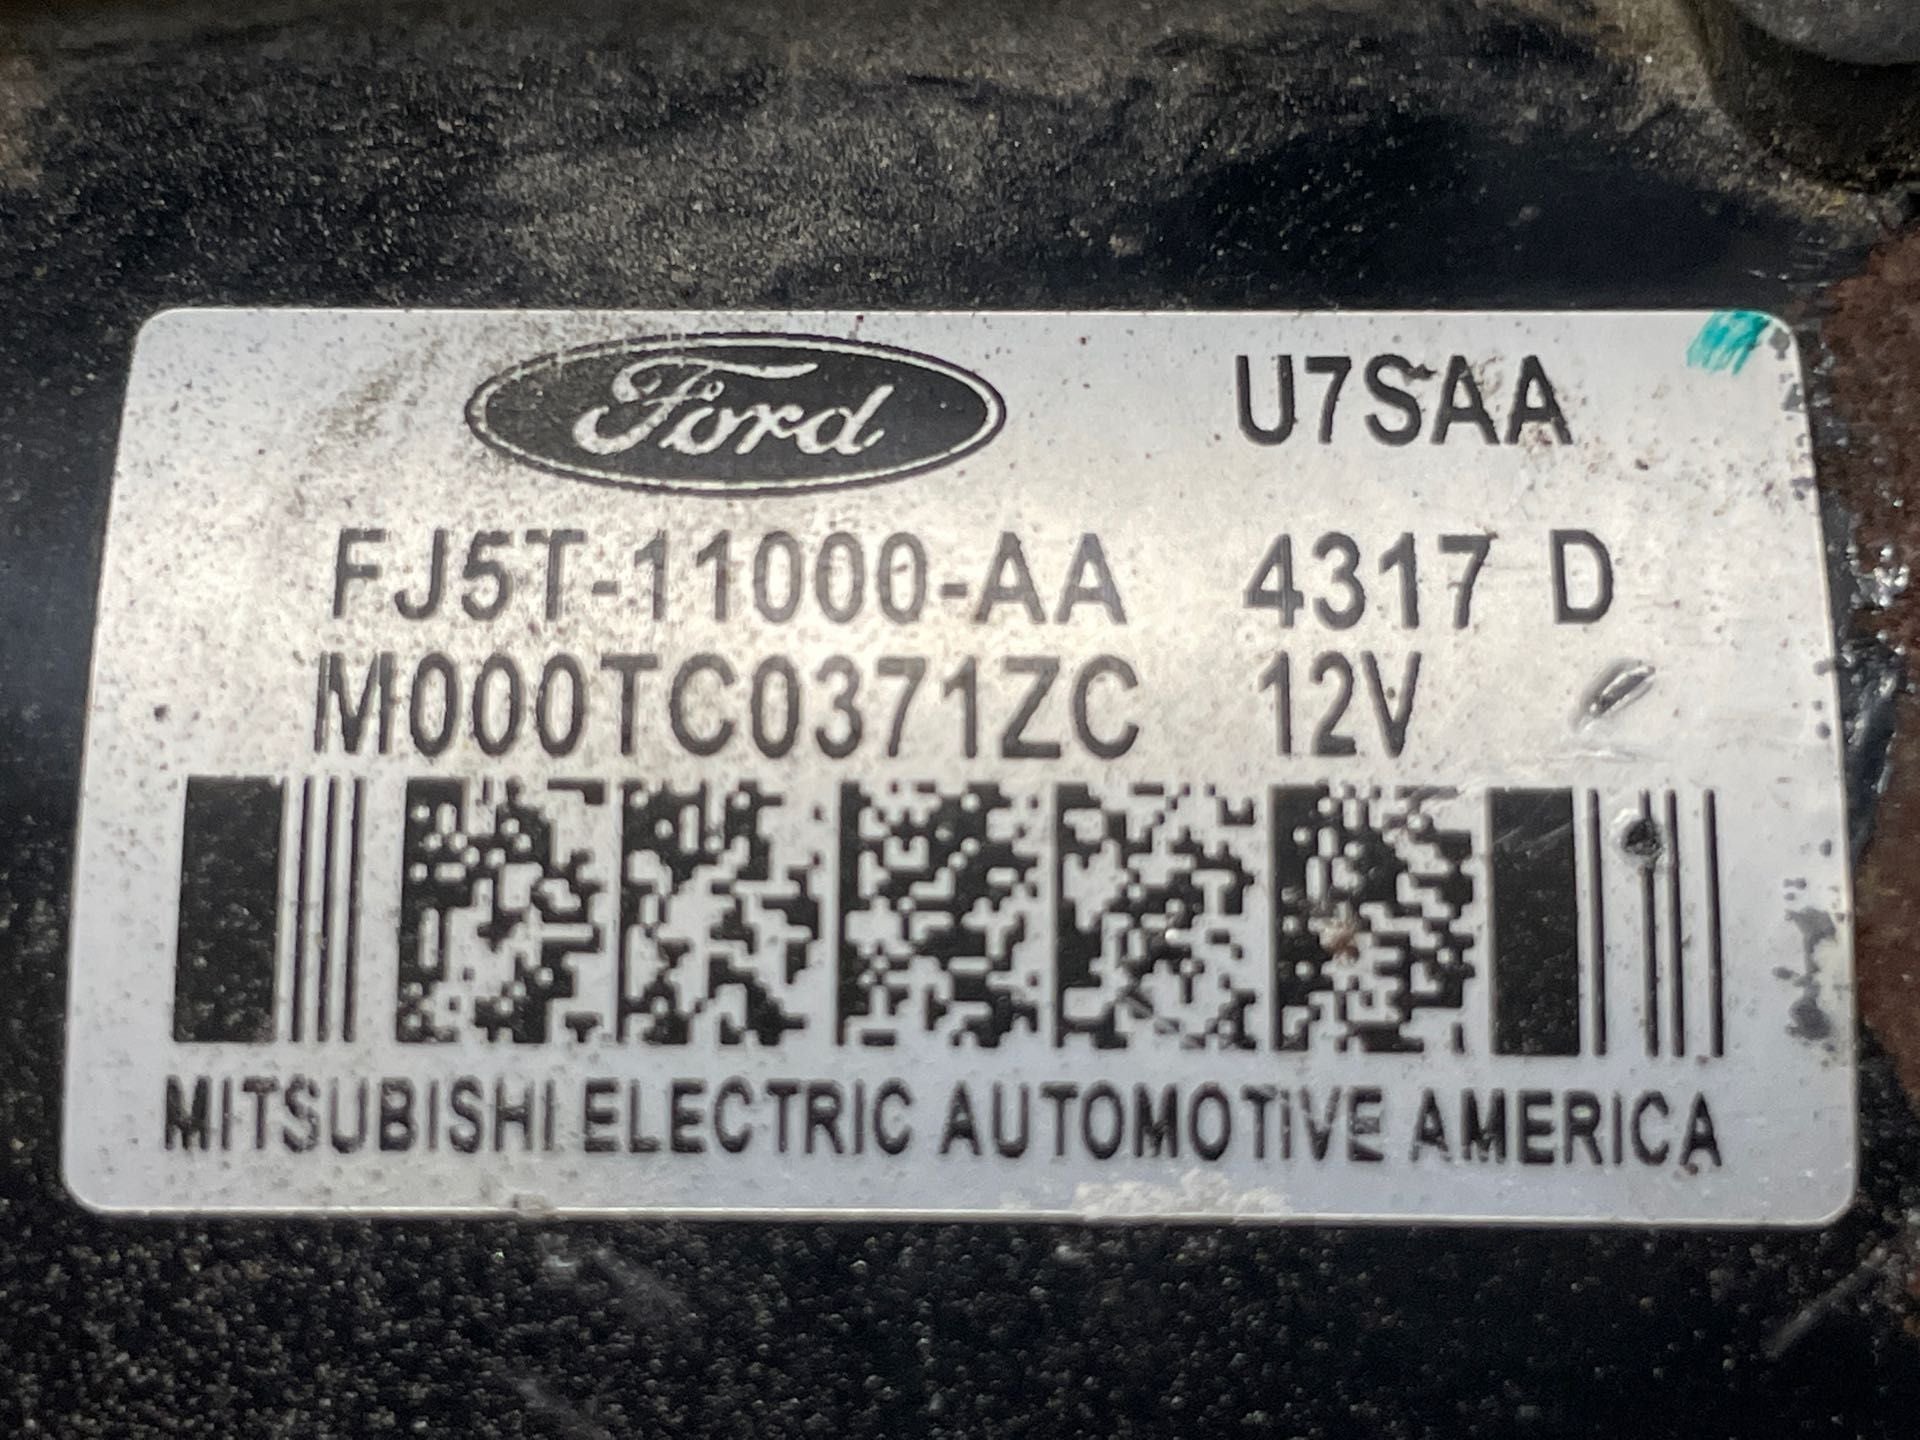 Ford U7SAA
FJ5T-11000-AA 4317 D
M000TC0371ZC 12V
MITSUBISHI ELECTRIC AUTOMOTIVE AMERICA